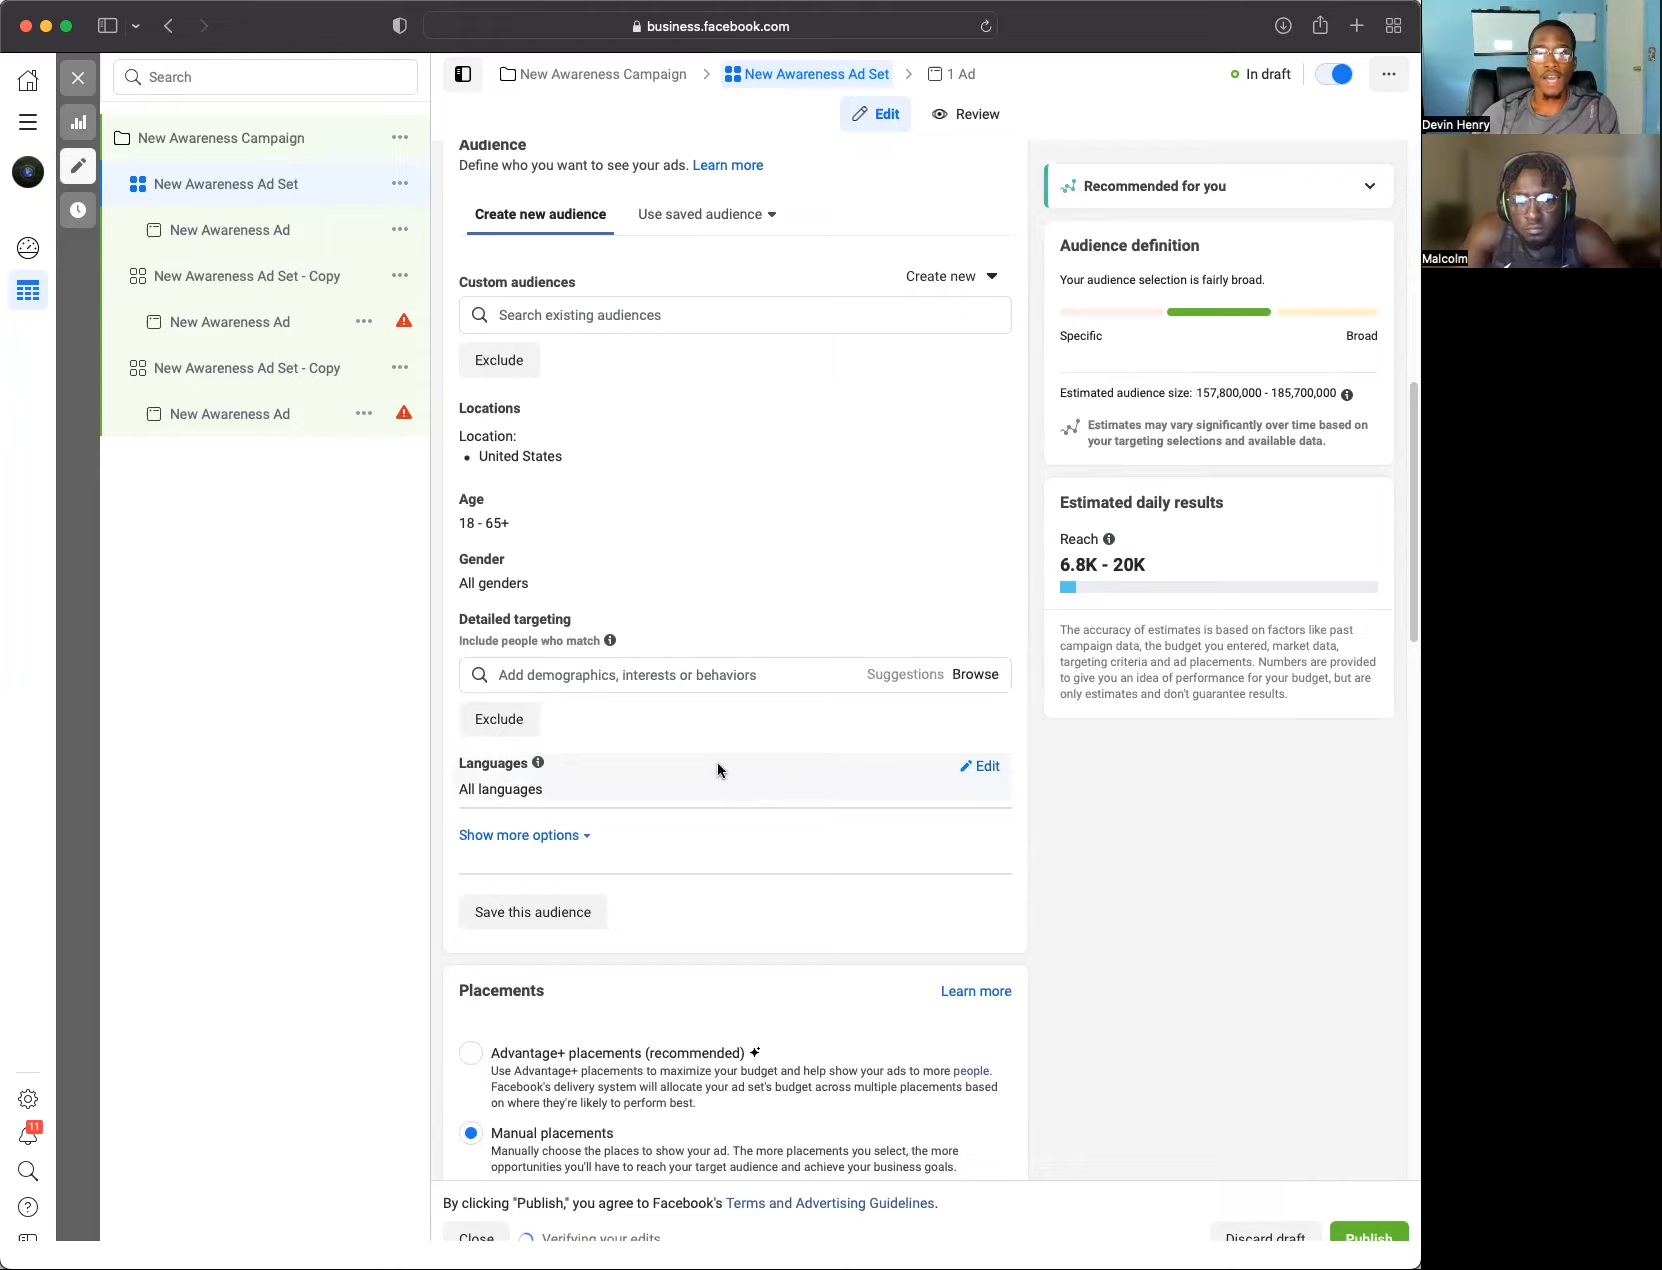 business.facebook.com
Search
New Awareness Campaign
New Awareness Ad Set
New Awareness Ad
New Awareness Ad Set - Copy
New Awareness Ad
New Awareness Ad Set - Copy
New Awareness Ad
11
New Awareness Campaign
New Awareness Ad Set
1 Ad
In draft
Edit
Review
Audience
Define who you want to see your ads. Learn more
Create new audience
Use saved audience
Custom audiences
Create new
Search existing audiences
Exclude
Locations
Location:
United States
Age
18 - 65+
Gender
All genders
Detailed targeting
Include people who match
Add demographics, interests or behaviors
Suggestions
Browse
Exclude
Languages
Edit
All languages
Show more options
Save this audience
Placements
Learn more
Advantage+ placements (recommended)
Use Advantage+ placements to maximize your budget and help show your ads to more people.
Facebook's delivery system will allocate your ad set's budget across multiple placements based
on where they're likely to perform best.
Manual placements
Manually choose the places to show your ad. The more placements you select, the more
opportunities you'll have to reach your target audience and achieve your business goals.
By clicking "Publish," you agree to Facebook's Terms and Advertising Guidelines.
Close
Verifying your edits
Discard draft
Publish
Recommended for you
Audience definition
Your audience selection is fairly broad.
Specific
Broad
Estimated audience size: 157,800,000 - 185,700,000
Estimates may vary significantly over time based on
your targeting selections and available data.
Estimated daily results
Reach
6.8K - 20K
The accuracy of estimates is based on factors like past
campaign data, the budget you entered, market data,
targeting criteria and ad placements. Numbers are provided
to give you an idea of performance for your budget, but are
only estimates and don't guarantee results.
Devin Henry
Malcolm